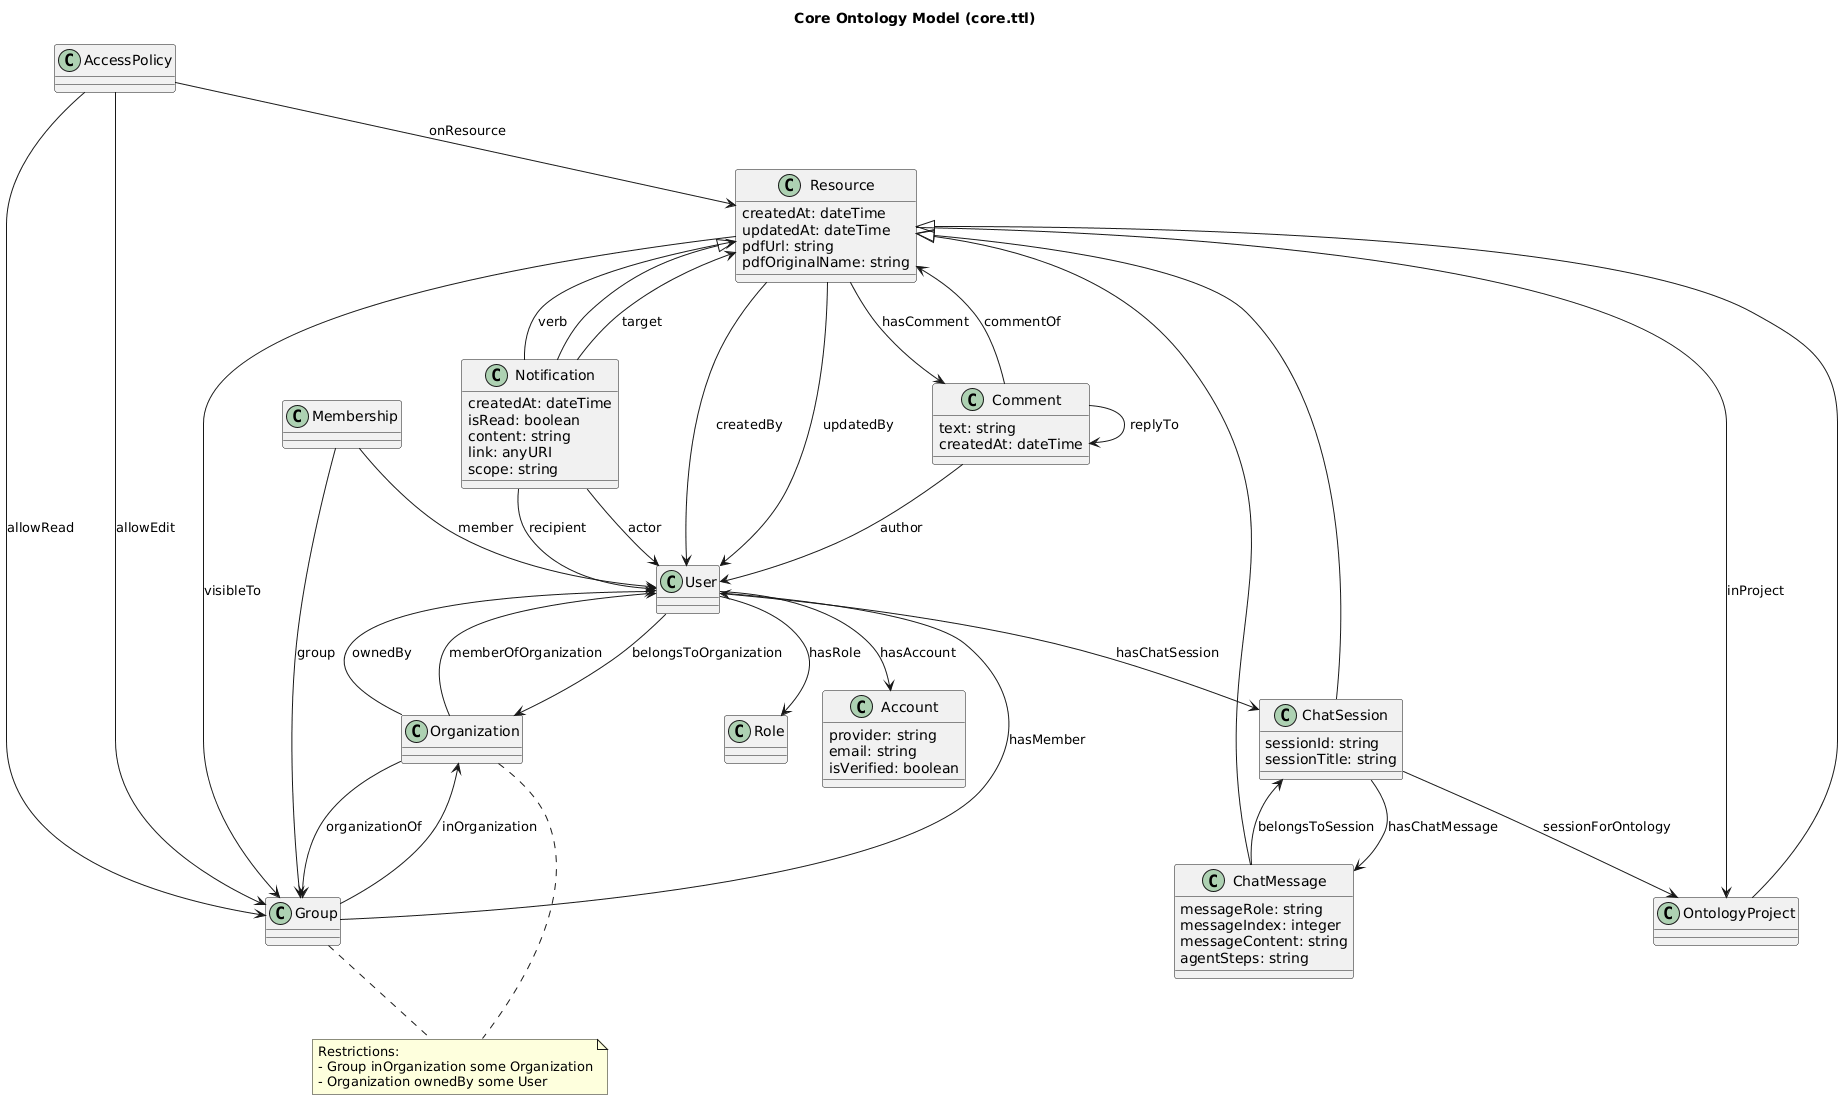 Core Ontology Model (core.ttl)
C AccessPolicy
onResource
C Resource
createdAt: dateTime
updatedAt: dateTime
pdfUrl: string
pdfOriginalName: string
verb
target
hasComment
commentOf
C Notification
createdAt: dateTime
isRead: boolean
content: string
link: anyURI
scope: string
C Membership
createdBy
updatedBy
C Comment
text: string
createdAt: dateTime
replyTo
allowRead
allowEdit
member
recipient
actor
author
visibleTo
C User
inProject
group
ownedBy
memberOfOrganization
belongsToOrganization
hasRole
hasAccount
hasChatSession
C Organization
C Role
C Account
provider: string
email: string
isVerified: boolean
hasMember
C ChatSession
sessionId: string
sessionTitle: string
organizationOf
inOrganization
belongsToSession
hasChatMessage
sessionForOntology
C Group
C ChatMessage
messageRole: string
messageIndex: integer
messageContent: string
agentSteps: string
C OntologyProject
Restrictions:
- Group inOrganization some Organization
- Organization ownedBy some User